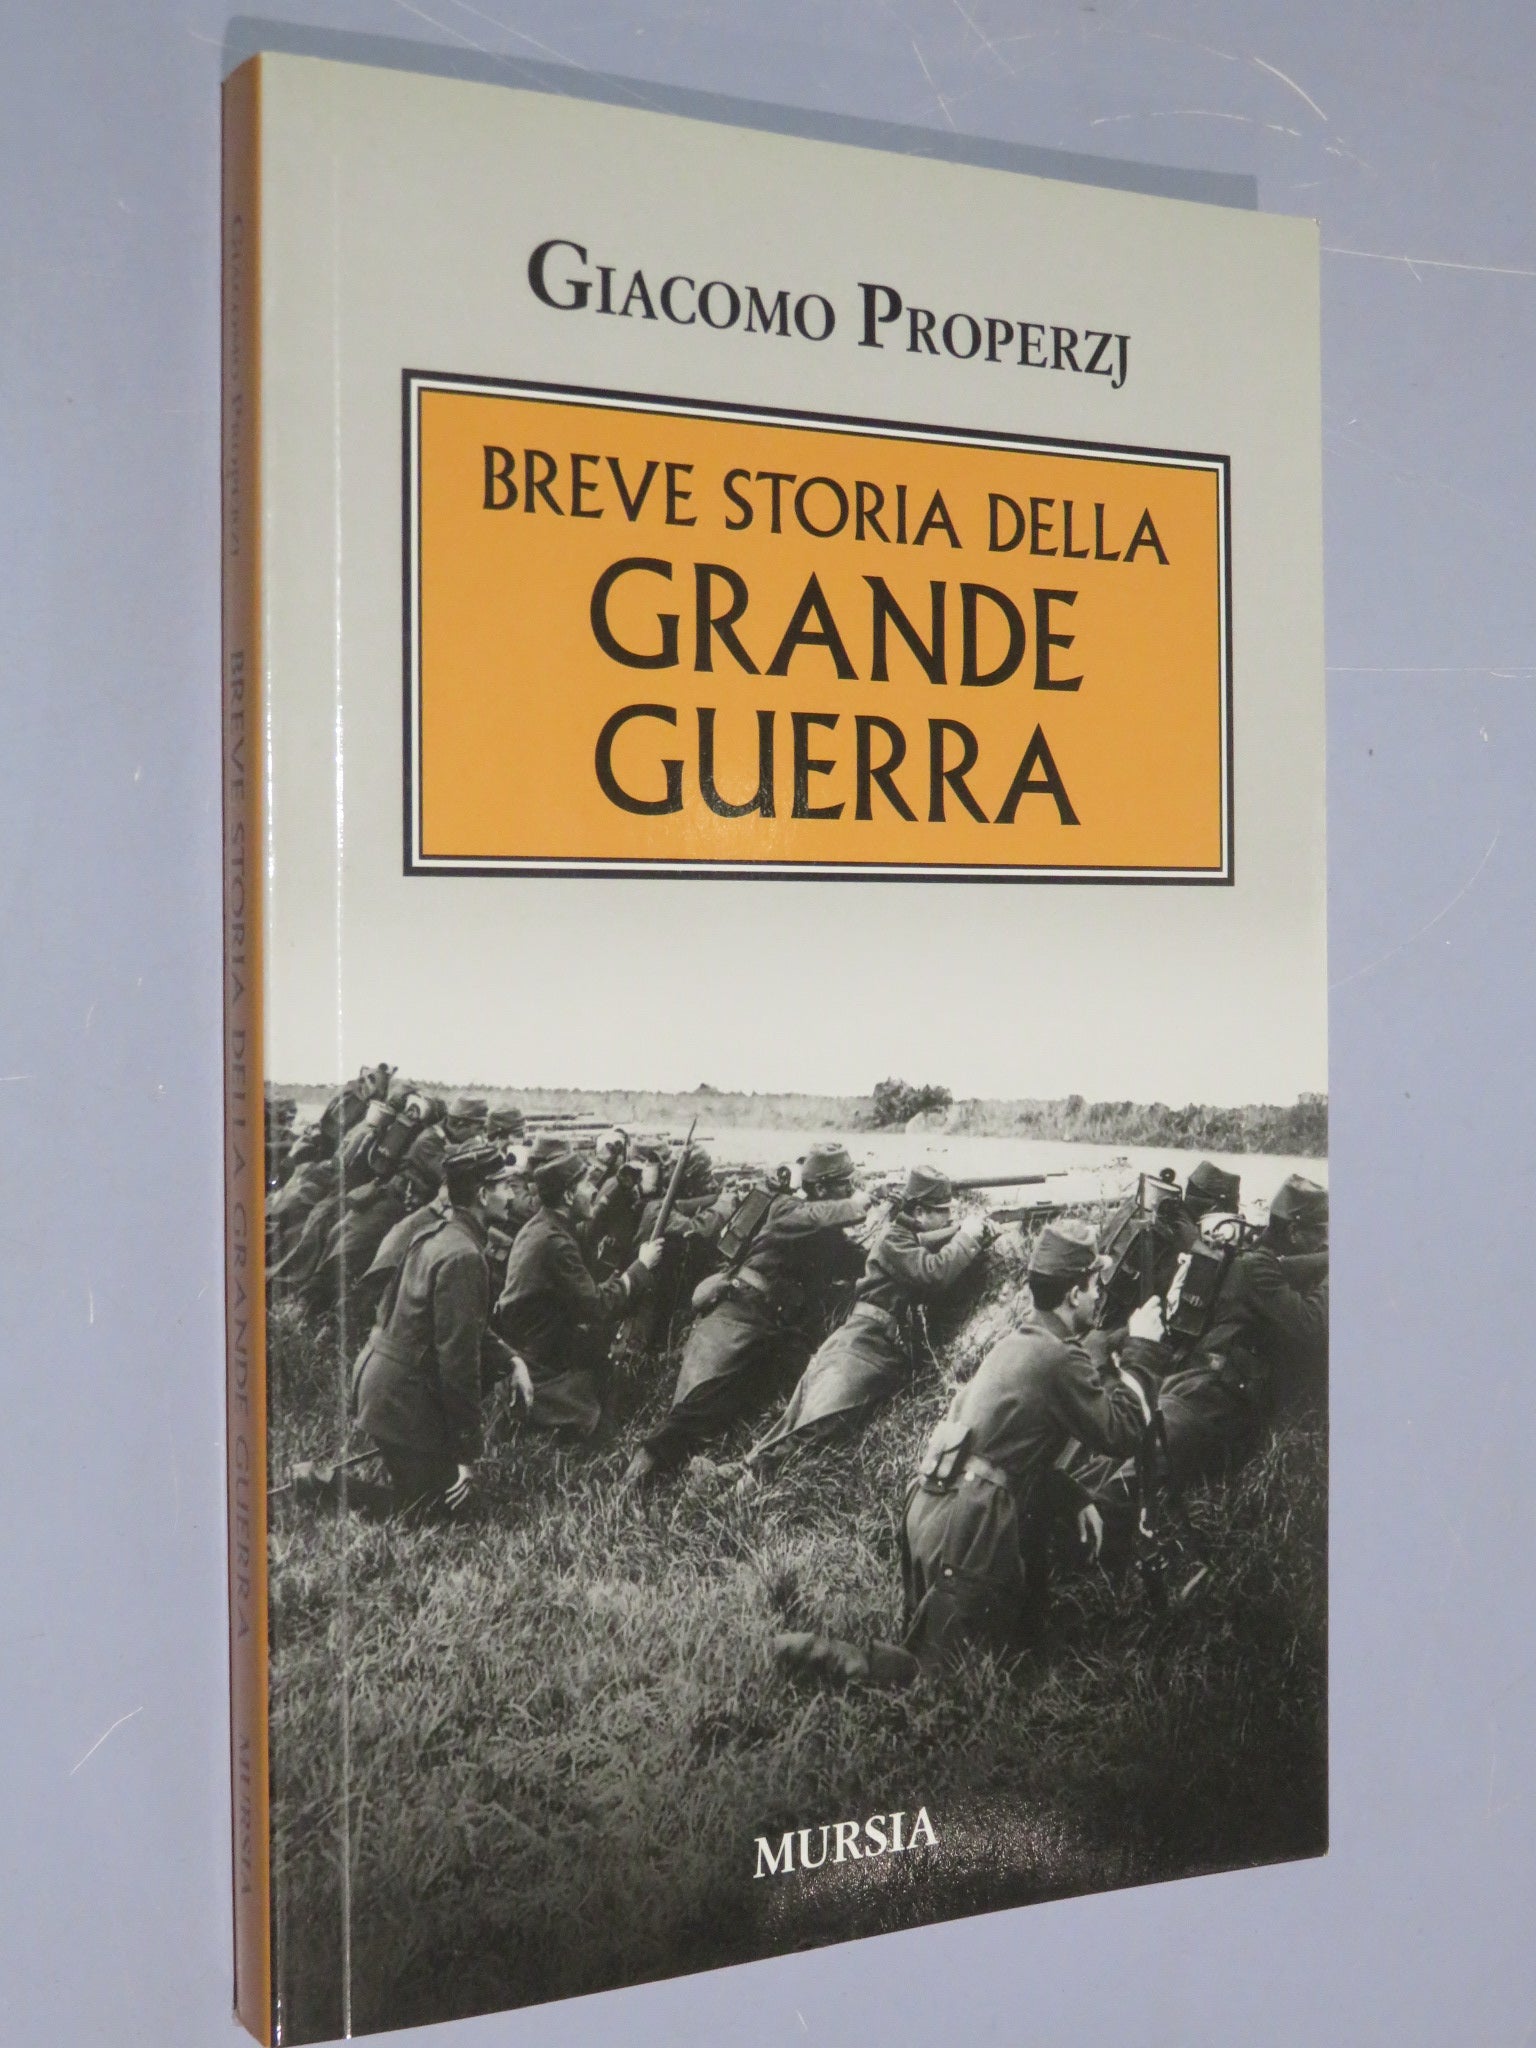 GIACOMO PROPERZJ
BREVE STORIA DELLA
GRANDE
GUERRA
MURSIA
GIACOMO PROPERZJ BREVE STORIA DELLA GRANDE GUERRA MURSIA